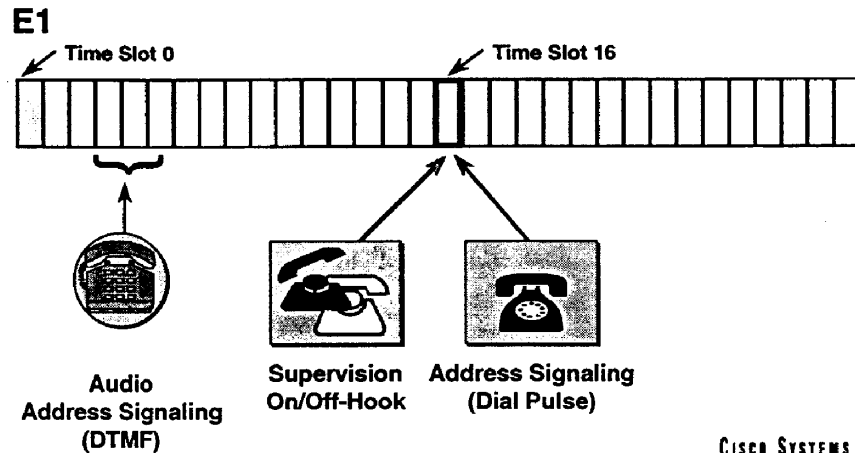 E1
Time Slot 0
Time Slot 16
Audio
Address Signaling
(DTMF)
Supervision
On/Off-Hook
Address Signaling
(Dial Pulse)
CISCO SYSTEMS